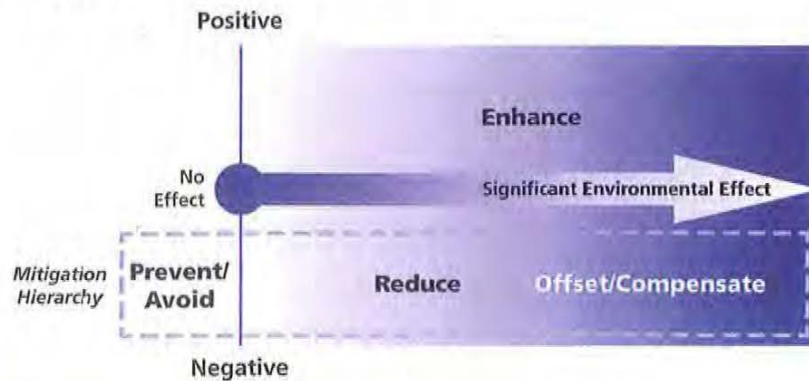 Positive
Enhance
No
Effect
Significant Environmental Effect
Mitigation
Hierarchy
Prevent/
Avoid
Reduce
Offset/Compensate
Negative